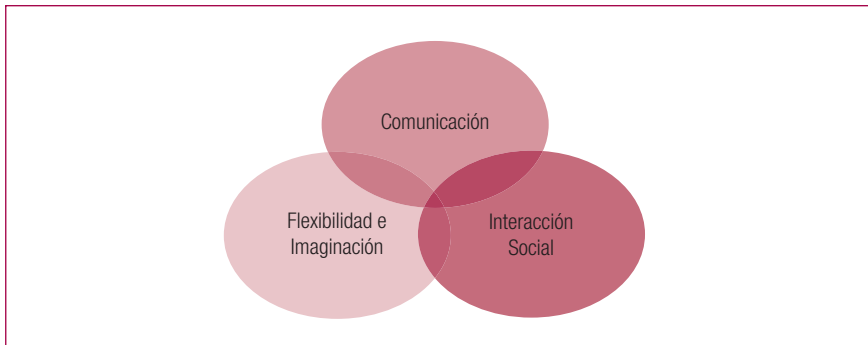 Comunicación
Flexibilidad e
Imaginación
Interacción
Social